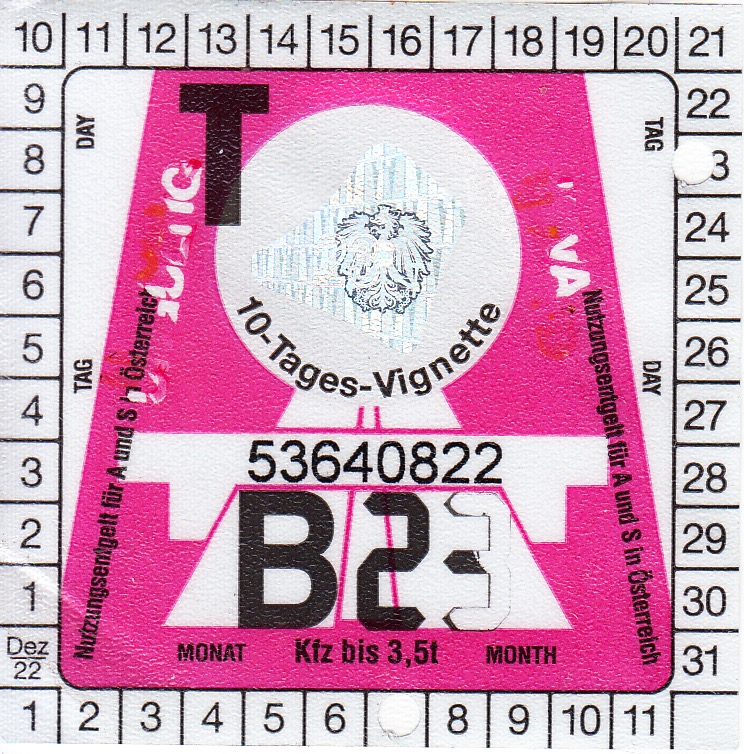 10 11 12 13 14 15 16 17 18 19 20 21
9 22
8 3
7 24
6 25
5 26
4 27
3 28
2 29
1 30
Dez 22 31
1 2 3 4 5 6 8 9 10 11
DAY
TAG
TAG
DAY
T
10-Tages-Vignette
Nutzungsentgelt für A und S in Österreich
Nutzungsentgelt für A und S in Österreich
53640822
B2-3
MONAT Kfz bis 3,5t MONTH